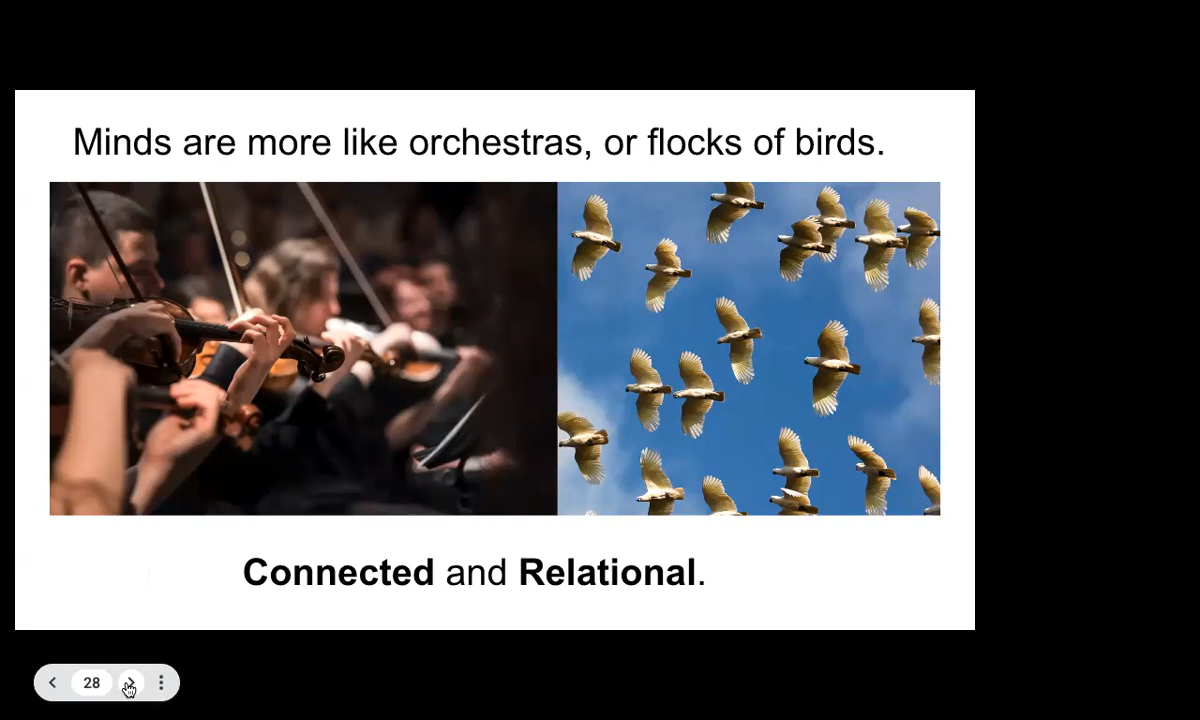 Minds are more like orchestras, or flocks of birds.
Connected and Relational.
28